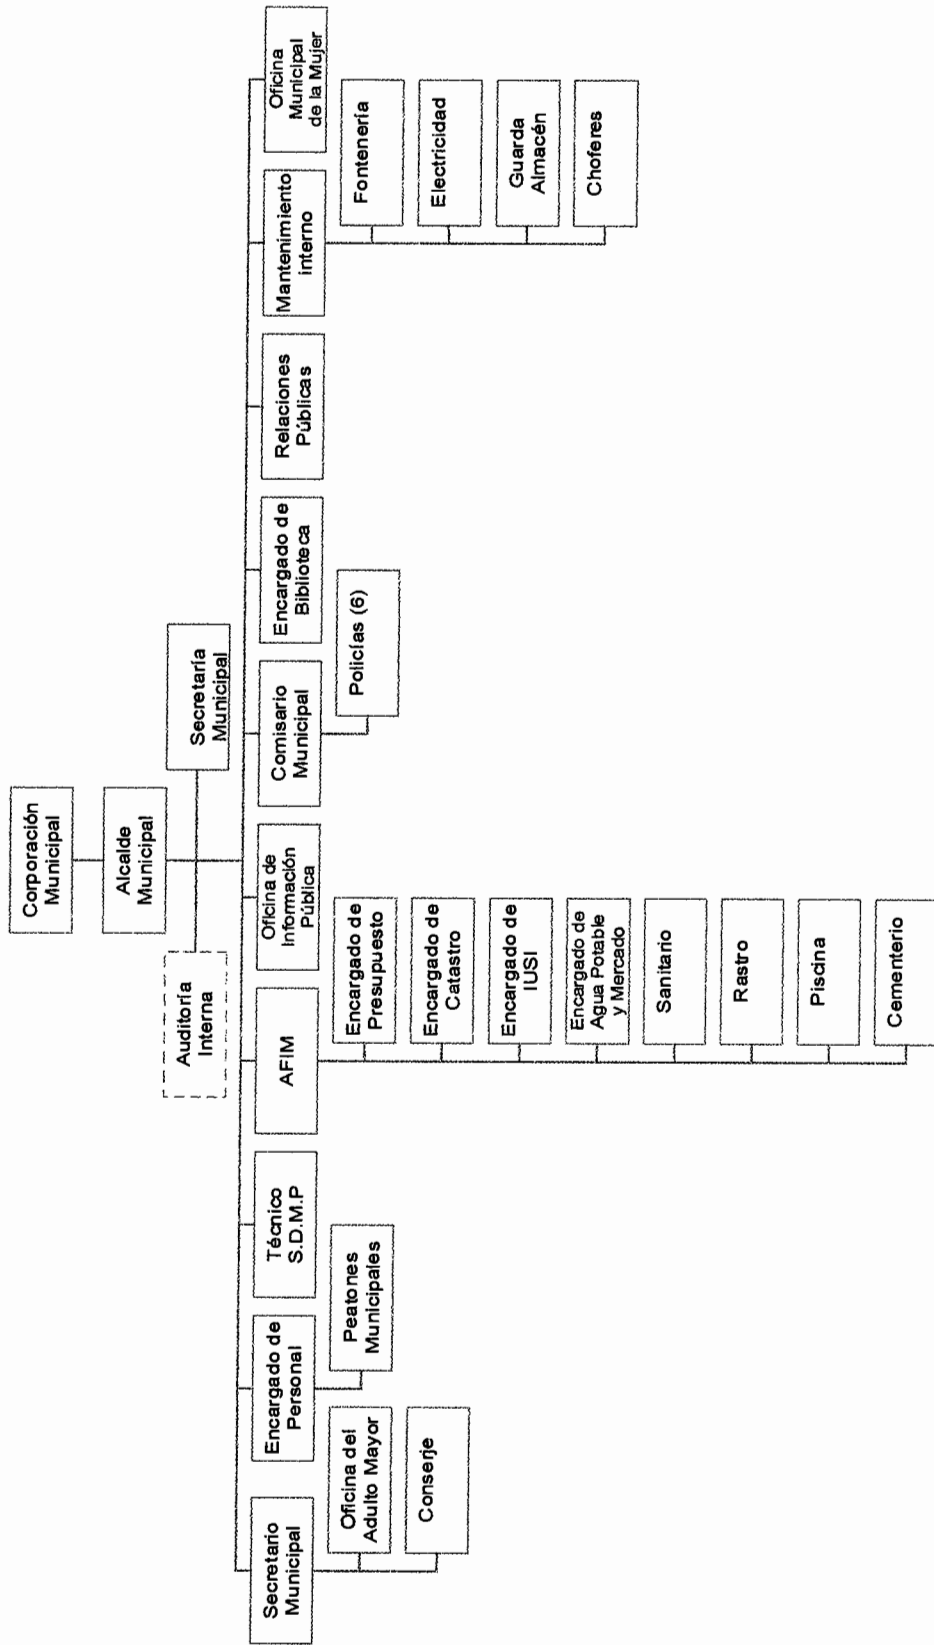 Corporación
Municipal
Alcalde
Municipal
Auditoría
Interna
Secretaría
Municipal
Secretario
Municipal
Encargado de
Personal
Técnico
S.D.M.P
AFIM
Oficina de
Información
Pública
Comisario
Municipal
Encargado de
Biblioteca
Relaciones
Públicas
Mantenimiento
interno
Oficina
Municipal
de la Mujer
Oficina del
Adulto Mayor
Conserje
Peatones
Municipales
Encargado de
Presupuesto
Encargado de
Catastro
Encargado de
IUSI
Encargado de
Agua Potable
y Mercado
Sanitario
Rastro
Piscina
Cementerio
Policías (6)
Fontenería
Electricidad
Guarda
Almacén
Choferes